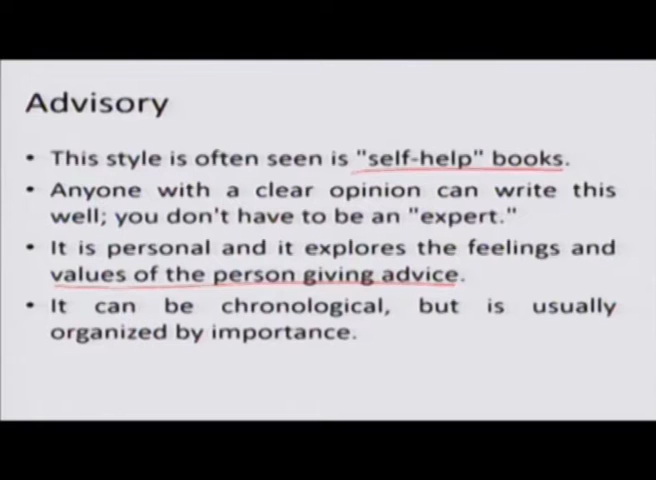 Advisory
• This style is often seen is "self-help" books.
• Anyone with a clear opinion can write this
well; you don't have to be an "expert."
• It is personal and it explores the feelings and
values of the person giving advice.
• It can be chronological, but is usually
organized by importance.